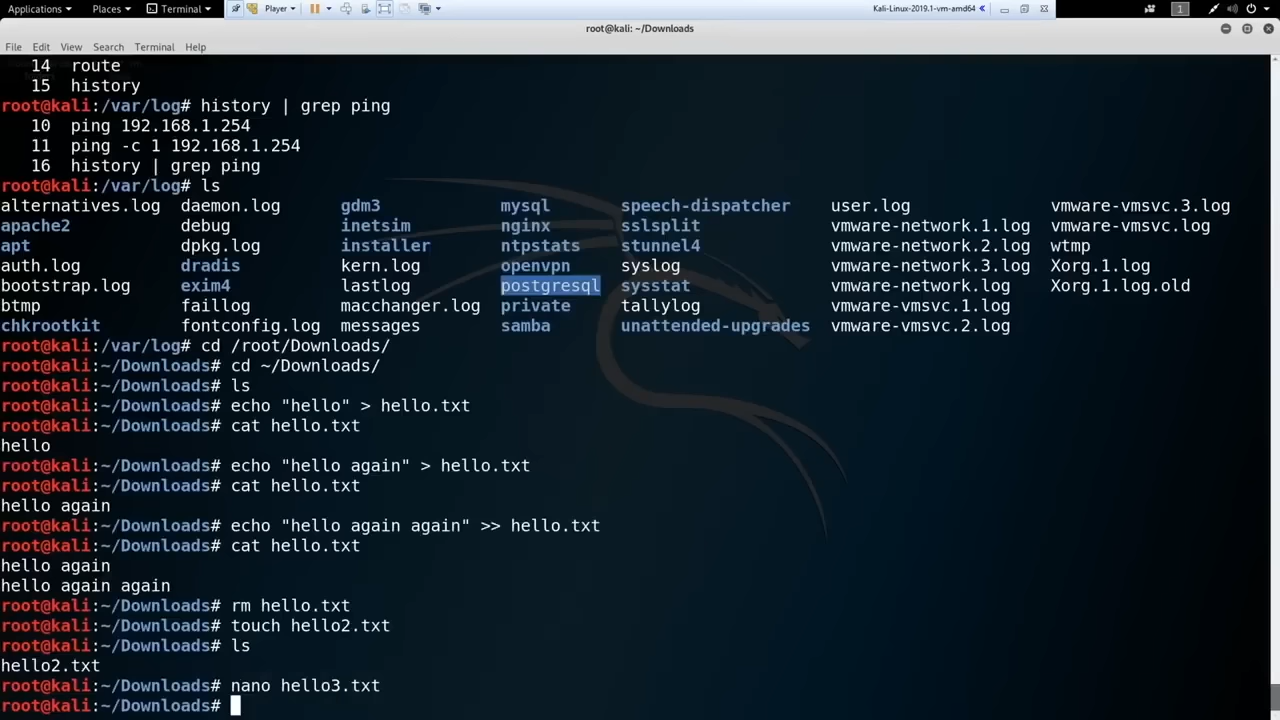 Applications Places Terminal Player Kali-Linux-2019.1-vm-amd64 1
root@kali: ~/Downloads
File Edit View Search Terminal Help
14 route
15 history
root@kali:/var/log# history | grep ping
10 ping 192.168.1.254
11 ping -c 1 192.168.1.254
16 history | grep ping
root@kali:/var/log# ls
alternatives.log daemon.log gdm3 mysql speech-dispatcher user.log vmware-vmsvc.3.log
apache2 debug inetsim nginx sslsplit vmware-network.1.log vmware-vmsvc.log
apt dpkg.log installer ntpstats stunnel4 vmware-network.2.log wtmp
auth.log dradis kern.log openvpn syslog vmware-network.3.log Xorg.1.log
bootstrap.log exim4 lastlog postgresql sysstat vmware-network.log Xorg.1.log.old
btmp faillog macchanger.log private tallylog vmware-vmsvc.1.log
chkrootkit fontconfig.log messages samba unattended-upgrades vmware-vmsvc.2.log
root@kali:/var/log# cd /root/Downloads/
root@kali:~/Downloads# cd ~/Downloads/
root@kali:~/Downloads# ls
root@kali:~/Downloads# echo "hello" > hello.txt
root@kali:~/Downloads# cat hello.txt
hello
root@kali:~/Downloads# echo "hello again" > hello.txt
root@kali:~/Downloads# cat hello.txt
hello again
root@kali:~/Downloads# echo "hello again again" >> hello.txt
root@kali:~/Downloads# cat hello.txt
hello again
hello again again
root@kali:~/Downloads# rm hello.txt
root@kali:~/Downloads# touch hello2.txt
root@kali:~/Downloads# ls
hello2.txt
root@kali:~/Downloads# nano hello3.txt
root@kali:~/Downloads#